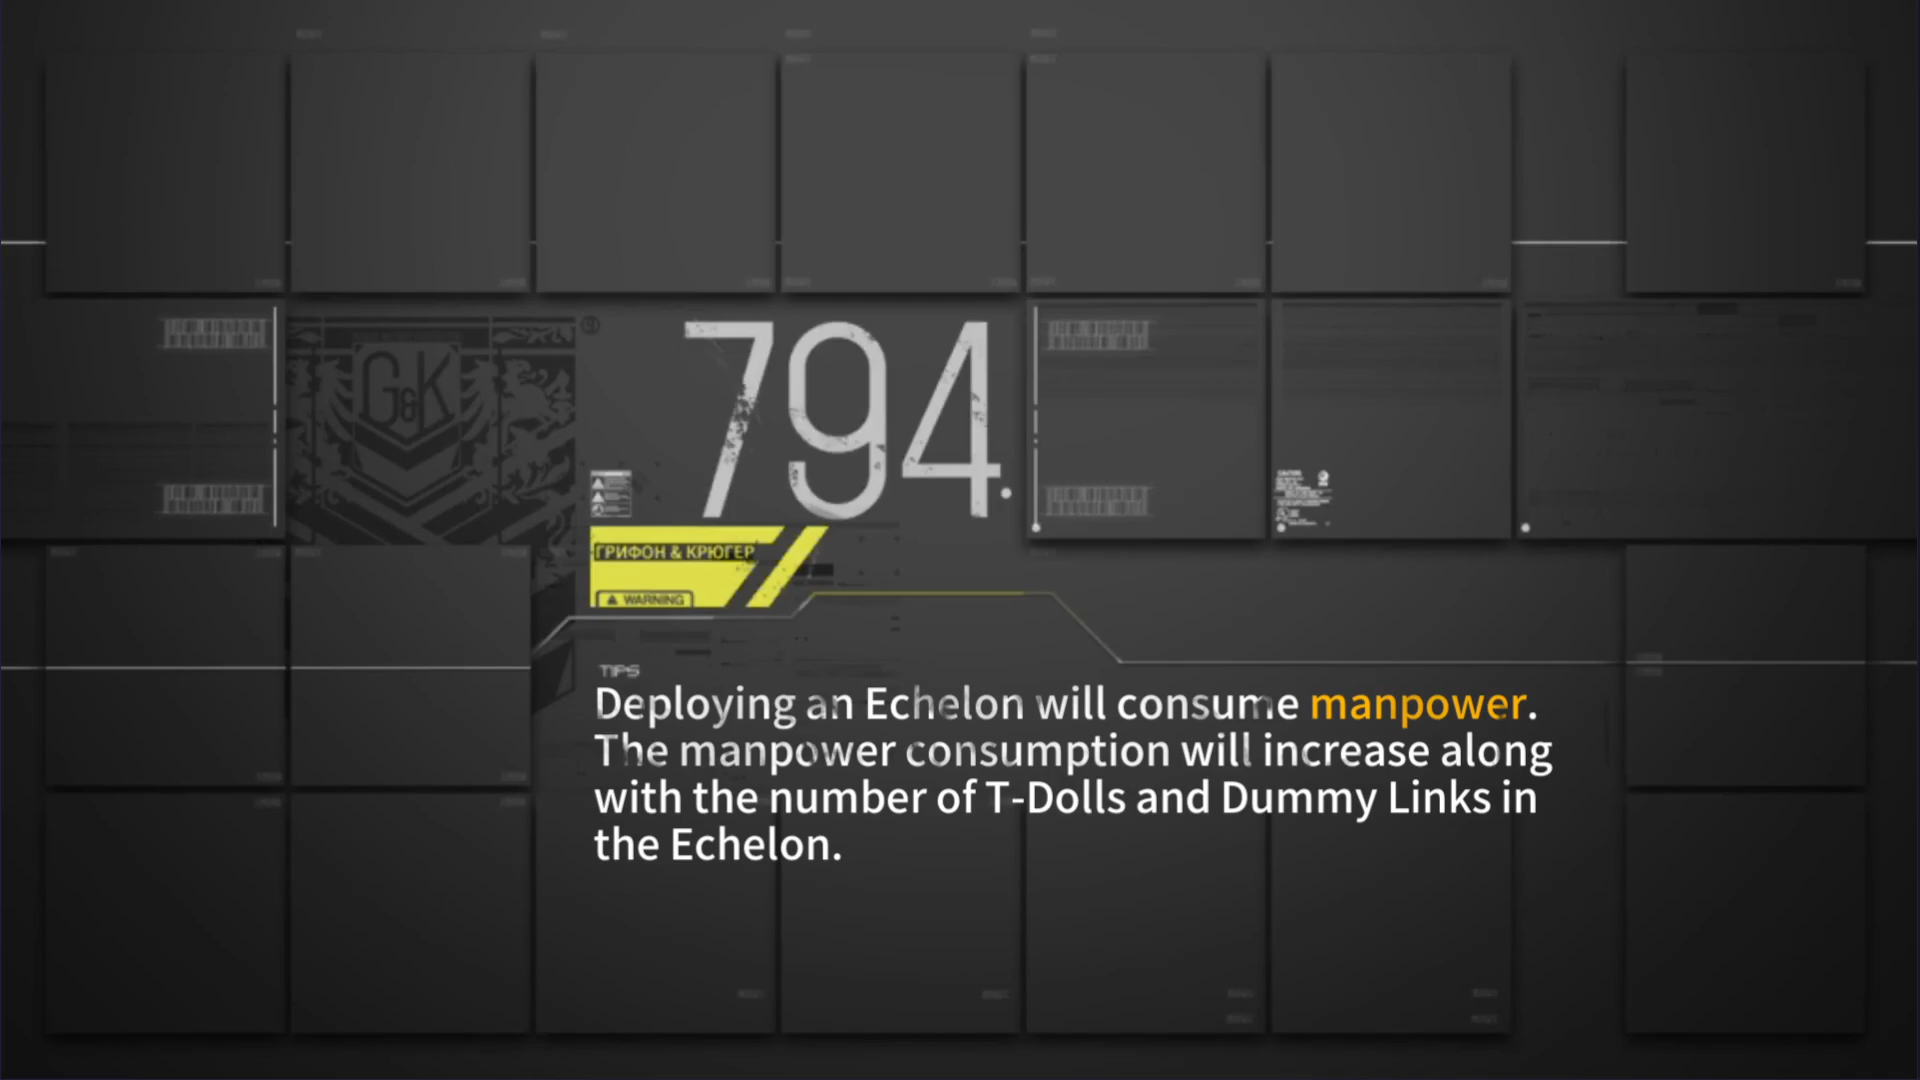 G&K
794.
ГРИФОН & КРЮГЕР
WARNING
TIPS
Deploying an Echelon will consume manpower.
The manpower consumption will increase along
with the number of T-Dolls and Dummy Links in
the Echelon.